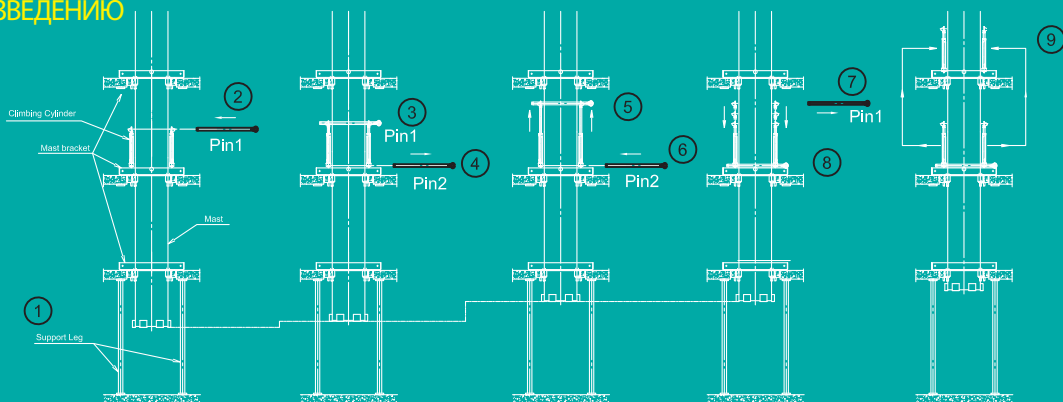 ЗВЕДЕНИЮ
Climbing Cylinder
Mast bracket
Mast
1
Support Leg
2
Pin1
3
Pin1
4
Pin2
5
6
Pin2
7
Pin1
8
9